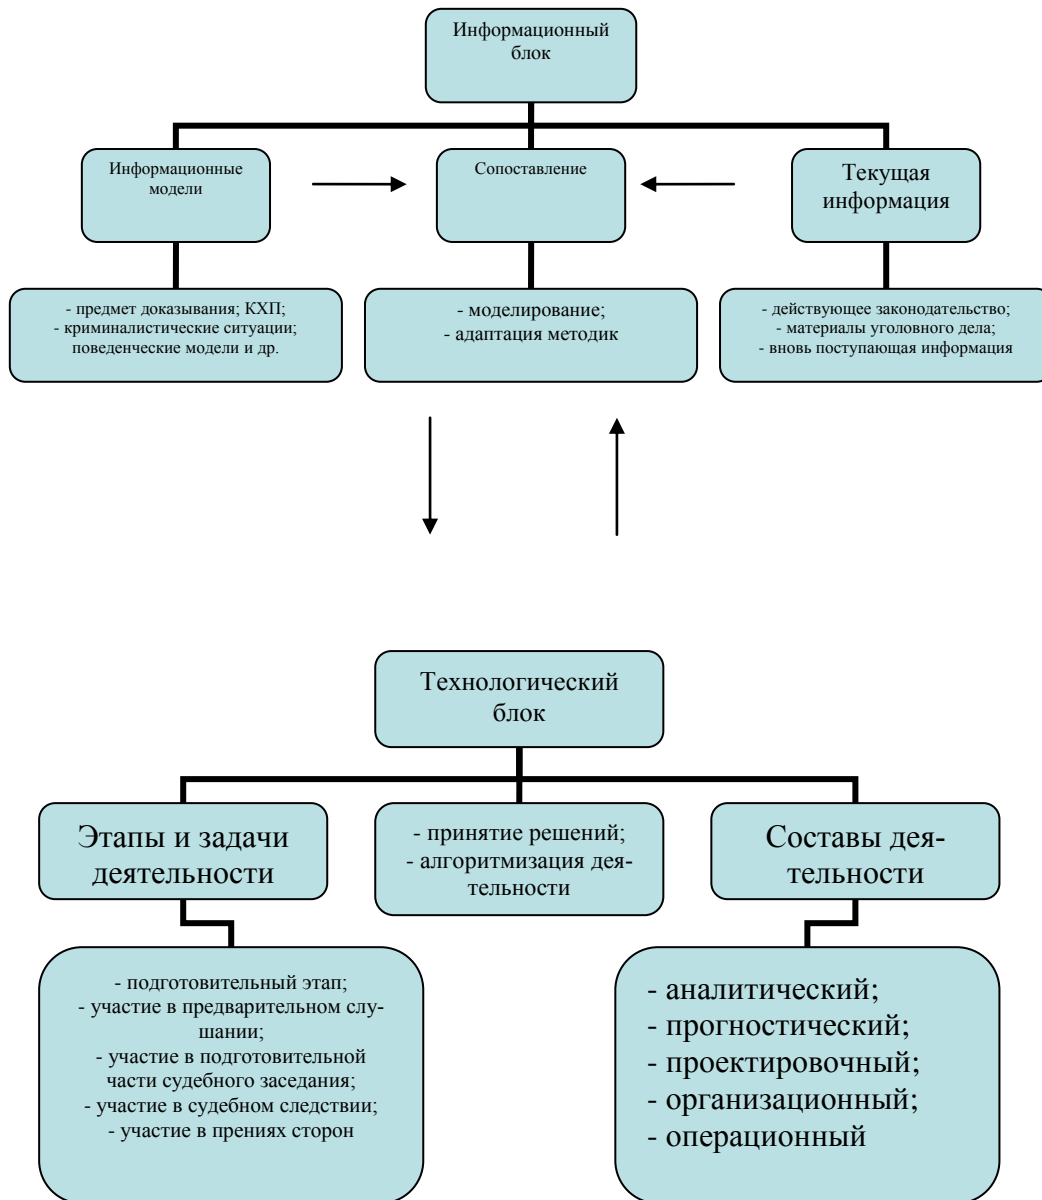 Информационный
блок
Информационные
модели
Сопоставление
Текущая
информация
- предмет доказывания; КХП;
- криминалистические ситуации;
поведенческие модели и др.
- моделирование;
- адаптация методик
- действующее законодательство;
- материалы уголовного дела;
- вновь поступающая информация
Технологический
блок
Этапы и задачи
деятельности
- принятие решений;
- алгоритмизация дея-
тельности
Составы дея-
тельности
- подготовительный этап;
- участие в предварительном слу-
шании;
- участие в подготовительной
части судебного заседания;
- участие в судебном следствии;
- участие в прениях сторон
- аналитический;
- прогностический;
- проектировочный;
- организационный;
- операционный